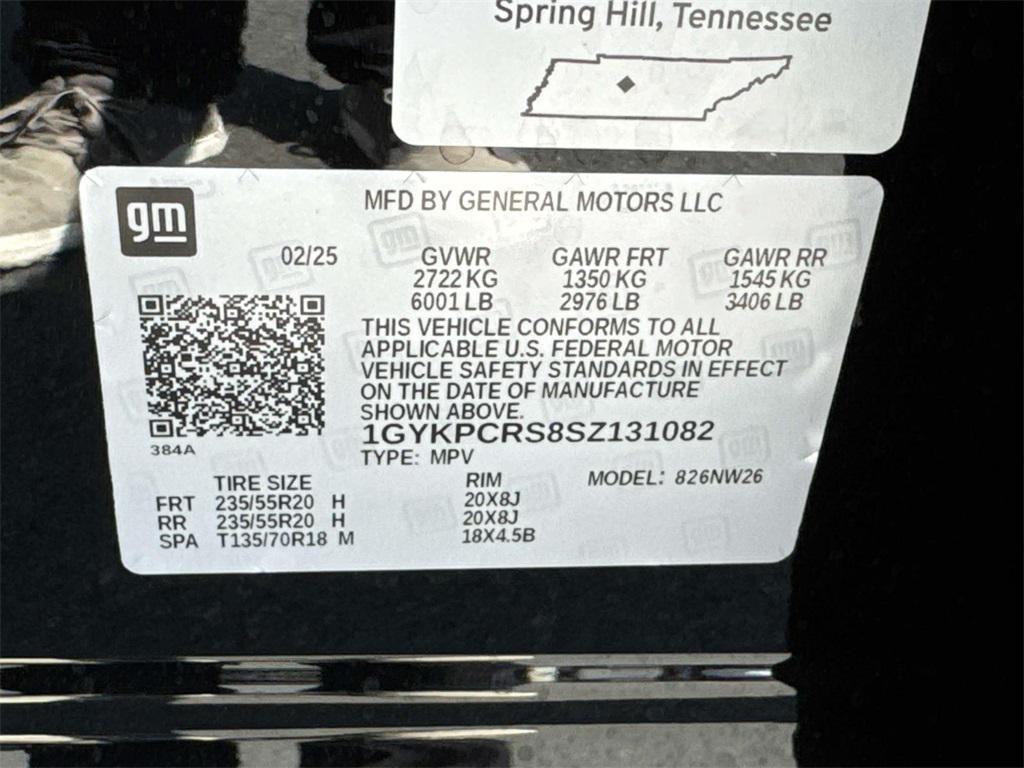 Spring Hill, Tennessee
gm
MFD BY GENERAL MOTORS LLC
02/25 GVWR GAWR FRT GAWR RR
2722 KG 1350 KG 1545 KG
6001 LB 2976 LB 3406 LB
THIS VEHICLE CONFORMS TO ALL
APPLICABLE U.S. FEDERAL MOTOR
VEHICLE SAFETY STANDARDS IN EFFECT
ON THE DATE OF MANUFACTURE
SHOWN ABOVE.
1GYKPCRS8SZ131082
384A
TYPE: MPV
TIRE SIZE RIM MODEL: 826NW26
FRT 235/55R20 H 20X8J
RR 235/55R20 H 20X8J
SPA T135/70R18 M 18X4.5B